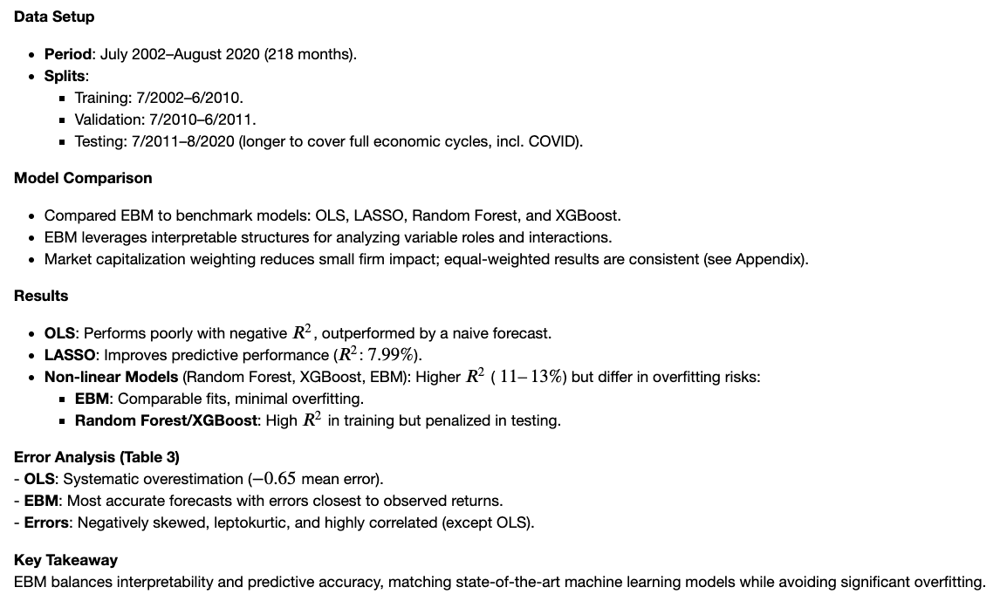 Data Setup
• Period: July 2002–August 2020 (218 months).
• Splits:
▪ Training: 7/2002–6/2010.
▪ Validation: 7/2010–6/2011.
▪ Testing: 7/2011–8/2020 (longer to cover full economic cycles, incl. COVID).
Model Comparison
• Compared EBM to benchmark models: OLS, LASSO, Random Forest, and XGBoost.
• EBM leverages interpretable structures for analyzing variable roles and interactions.
• Market capitalization weighting reduces small firm impact; equal-weighted results are consistent (see Appendix).
Results
• OLS: Performs poorly with negative R², outperformed by a naive forecast.
• LASSO: Improves predictive performance (R²: 7.99%).
• Non-linear Models (Random Forest, XGBoost, EBM): Higher R² ( 11–13%) but differ in overfitting risks:
▪ EBM: Comparable fits, minimal overfitting.
▪ Random Forest/XGBoost: High R² in training but penalized in testing.
Error Analysis (Table 3)
- OLS: Systematic overestimation (−0.65 mean error).
- EBM: Most accurate forecasts with errors closest to observed returns.
- Errors: Negatively skewed, leptokurtic, and highly correlated (except OLS).
Key Takeaway
EBM balances interpretability and predictive accuracy, matching state-of-the-art machine learning models while avoiding significant overfitting.